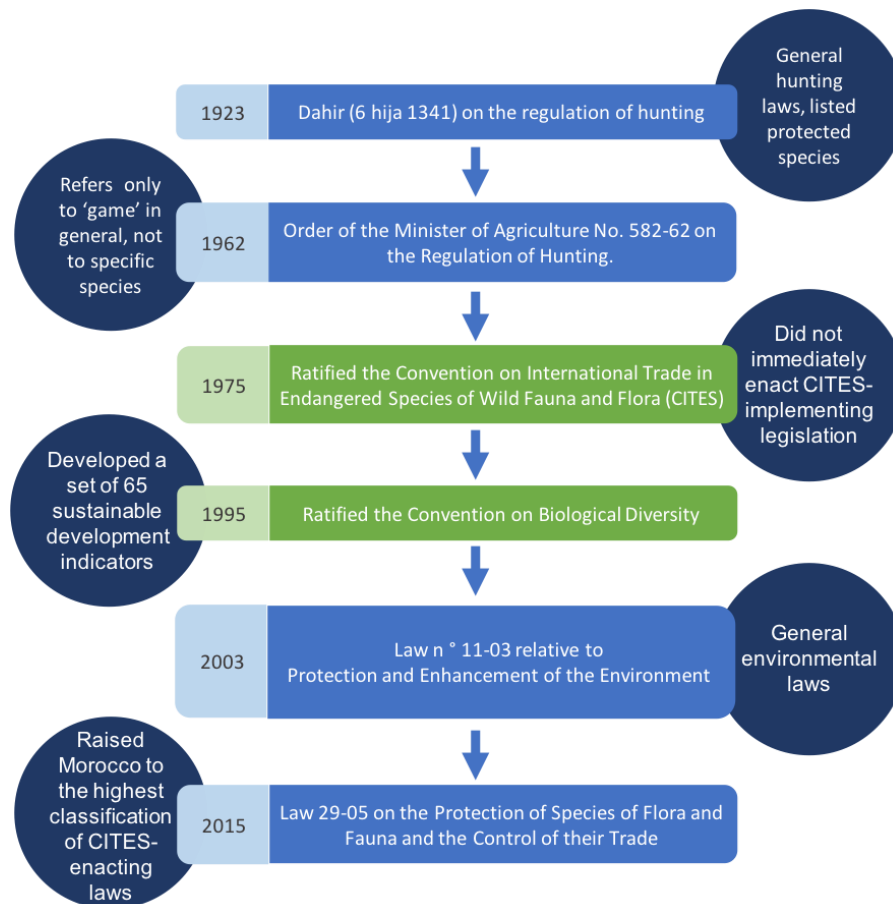 General
hunting
laws, listed
protected
species
1923
Dahir (6 hija 1341) on the regulation of hunting
Refers only
to ‘game’ in
general, not
to specific
species
1962
Order of the Minister of Agriculture No. 582-62 on
the Regulation of Hunting.
Did not
immediately
enact CITES-
implementing
legislation
1975
Ratified the Convention on International Trade in
Endangered Species of Wild Fauna and Flora (CITES)
Developed a
set of 65
sustainable
development
indicators
1995
Ratified the Convention on Biological Diversity
General
environmental
laws
2003
Law n ° 11-03 relative to
Protection and Enhancement of the Environment
Raised
Morocco to
the highest
classification
of CITES-
enacting
laws
2015
Law 29-05 on the Protection of Species of Flora and
Fauna and the Control of their Trade